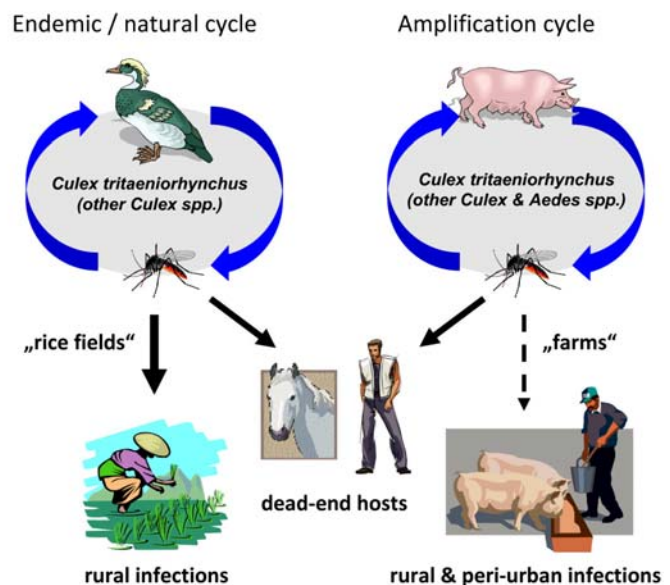 Endemic / natural cycle
Amplification cycle
Culex tritaeniorhynchus
(other Culex spp.)
Culex tritaeniorhynchus
(other Culex & Aedes spp.)
„rice fields“
„farms“
dead-end hosts
rural infections
rural & peri-urban infections